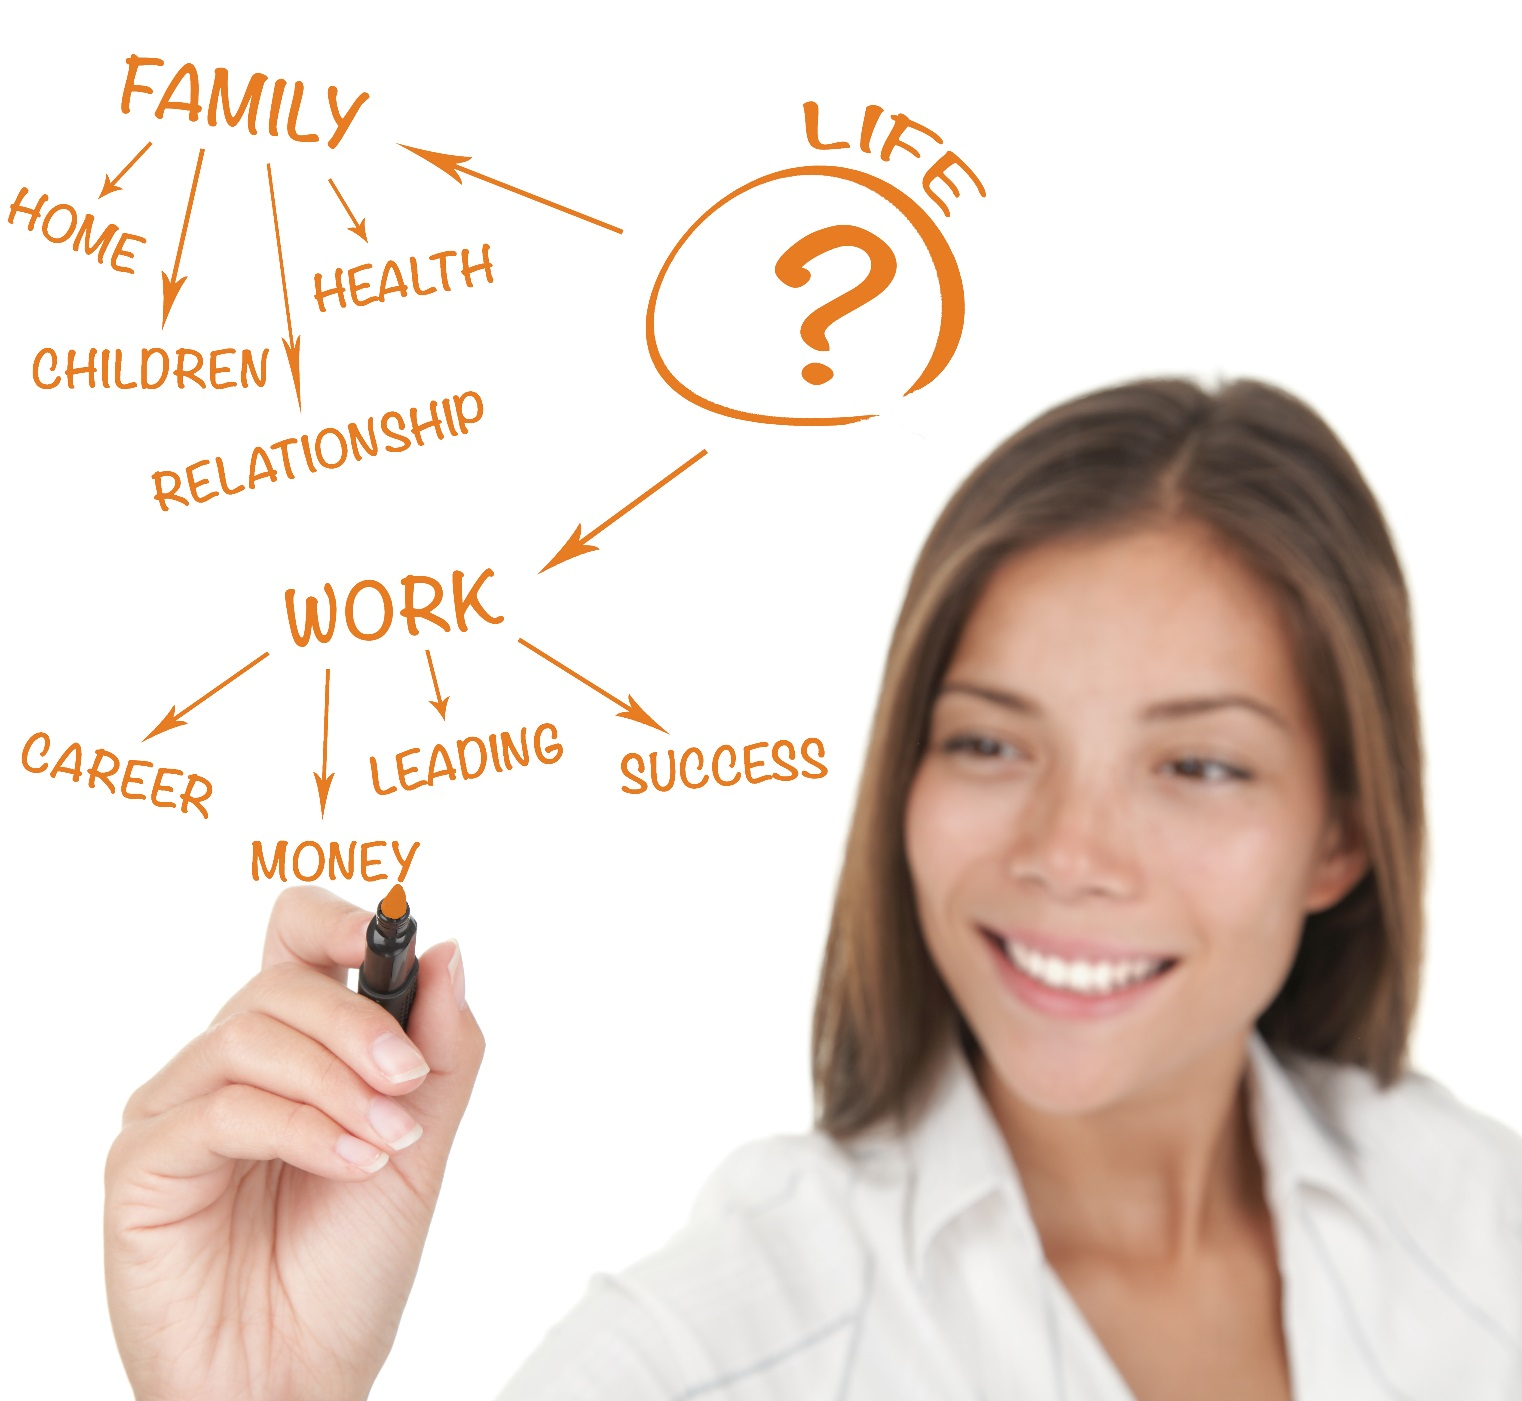 LIFE
?
FAMILY
HOME
HEALTH
CHILDREN
RELATIONSHIP
WORK
CAREER
LEADING
SUCCESS
MONEY